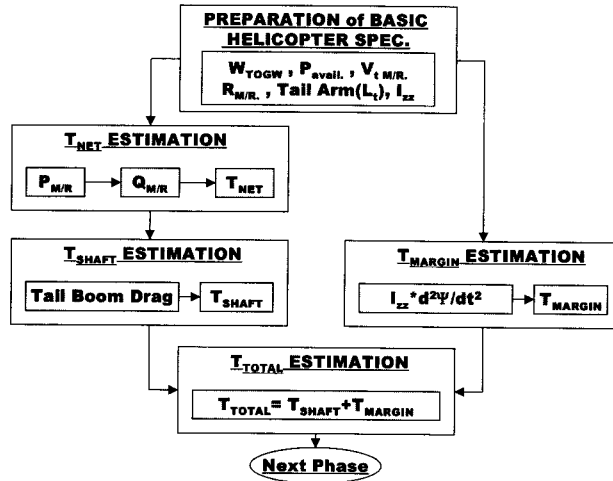 PREPARATION of BASIC
HELICOPTER SPEC.
W_TOGW , P_avail. , V_t M/R.
R_M/R. , Tail Arm(L_t), I_zz
T_NET ESTIMATION
P_M/R
Q_M/R
T_NET
T_SHAFT ESTIMATION
Tail Boom Drag
T_SHAFT
T_MARGIN ESTIMATION
I_zz*d²Ψ/dt²
T_MARGIN
T_TOTAL ESTIMATION
T_TOTAL= T_SHAFT+T_MARGIN
Next Phase